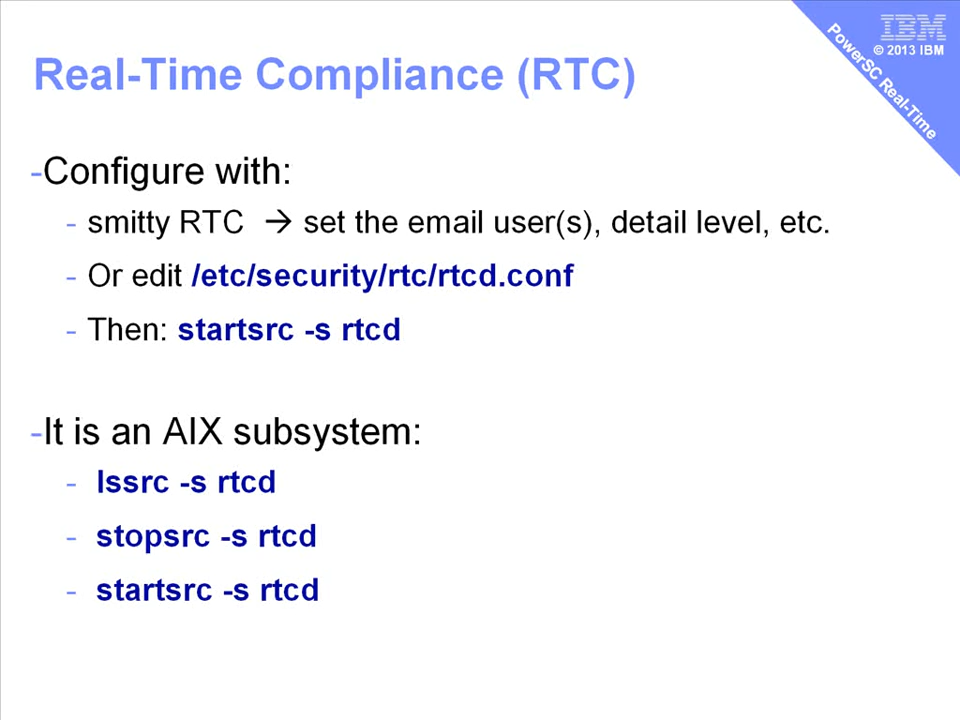 IBM
© 2013 IBM
PowerSC Real-Time
Real-Time Compliance (RTC)
-Configure with:
- smitty RTC → set the email user(s), detail level, etc.
- Or edit /etc/security/rtc/rtcd.conf
- Then: startsrc -s rtcd
-It is an AIX subsystem:
- lssrc -s rtcd
- stopsrc -s rtcd
- startsrc -s rtcd